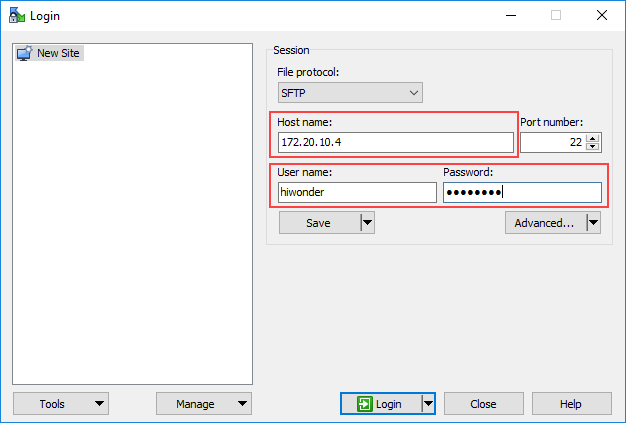 Login
New Site
Session
File protocol:
SFTP
Host name:
Port number:
172.20.10.4
22
User name:
Password:
hiwonder
●●●●●●●●
Save
Advanced...
Tools
Manage
Login
Close
Help